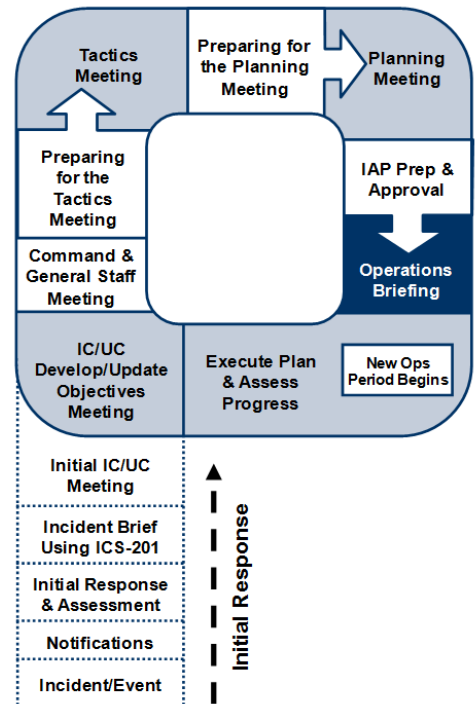 Tactics
Meeting
Preparing for
the Planning
Meeting
Planning
Meeting
Preparing
for the
Tactics
Meeting
IAP Prep &
Approval
Command &
General Staff
Meeting
Operations
Briefing
IC/UC
Develop/Update
Objectives
Meeting
Execute Plan
& Assess
Progress
New Ops
Period Begins
Initial IC/UC
Meeting
Incident Brief
Using ICS-201
Initial Response
& Assessment
Notifications
Incident/Event
Initial Response